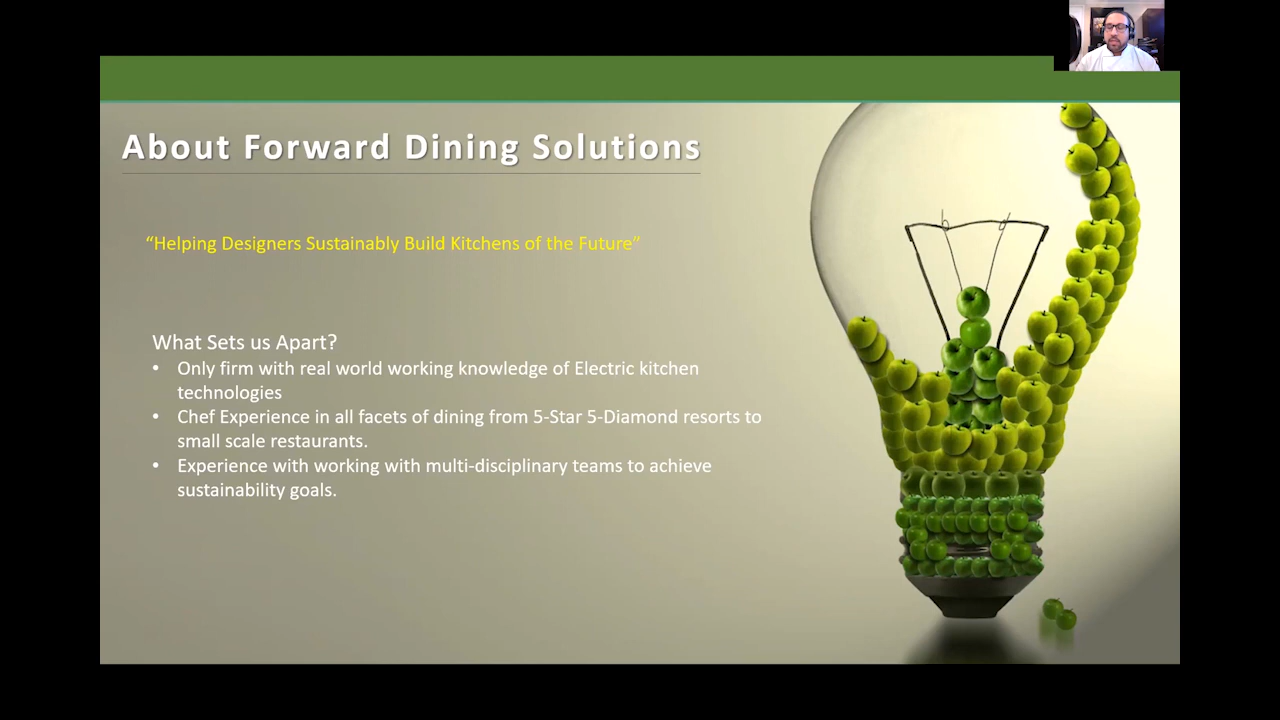 About Forward Dining Solutions
“Helping Designers Sustainably Build Kitchens of the Future”
What Sets us Apart?
• Only firm with real world working knowledge of Electric kitchen
technologies
• Chef Experience in all facets of dining from 5-Star 5-Diamond resorts to
small scale restaurants.
• Experience with working with multi-disciplinary teams to achieve
sustainability goals.